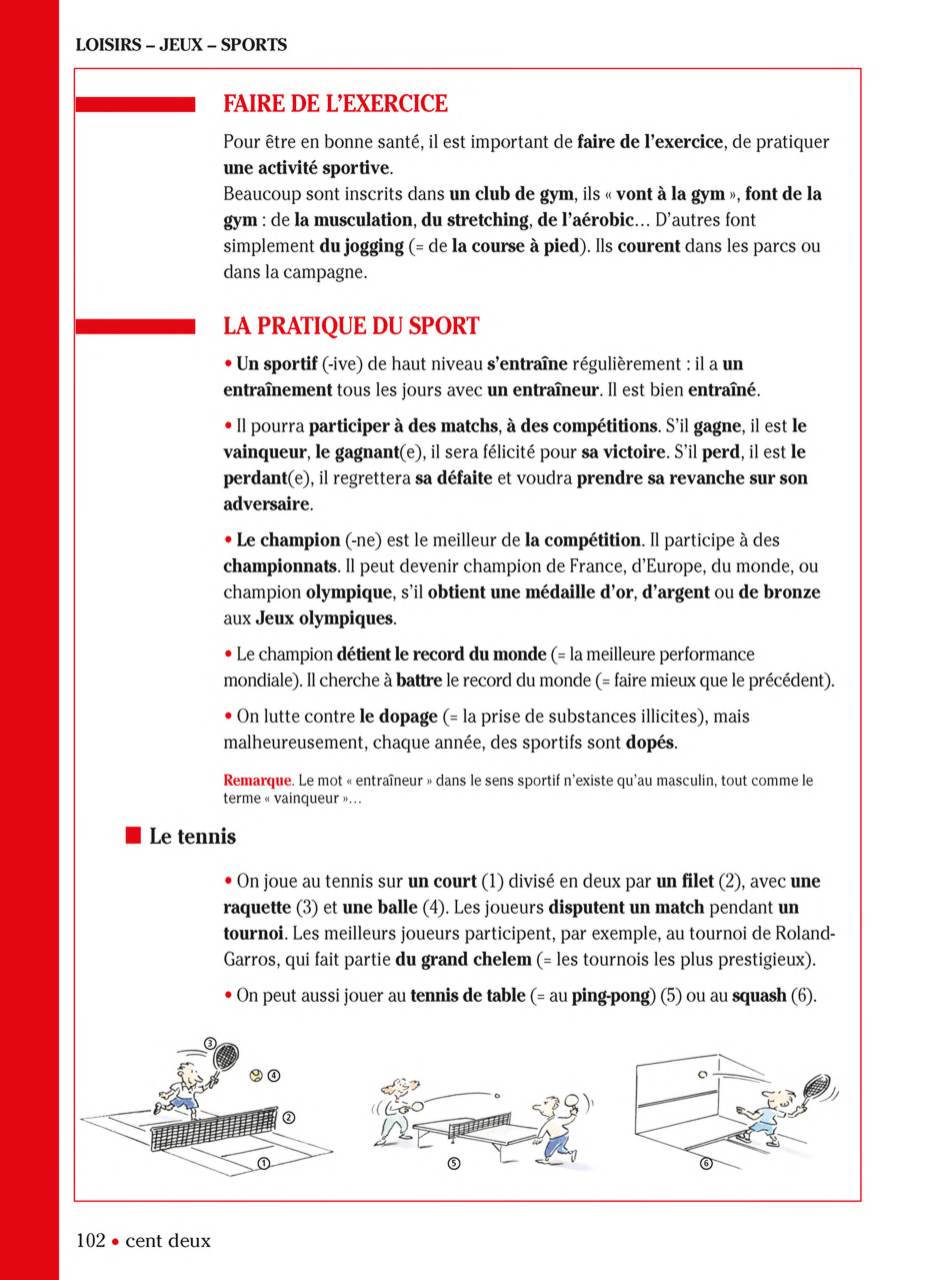 LOISIRS – JEUX – SPORTS
FAIRE DE L’EXERCICE
Pour être en bonne santé, il est important de faire de l’exercice, de pratiquer
une activité sportive.
Beaucoup sont inscrits dans un club de gym, ils « vont à la gym », font de la
gym : de la musculation, du stretching, de l’aérobic… D’autres font
simplement du jogging (= de la course à pied). Ils courent dans les parcs ou
dans la campagne.
LA PRATIQUE DU SPORT
• Un sportif (-ive) de haut niveau s’entraîne régulièrement : il a un
entraînement tous les jours avec un entraîneur. Il est bien entraîné.
• Il pourra participer à des matchs, à des compétitions. S’il gagne, il est le
vainqueur, le gagnant(e), il sera félicité pour sa victoire. S’il perd, il est le
perdant(e), il regrettera sa défaite et voudra prendre sa revanche sur son
adversaire.
• Le champion (-ne) est le meilleur de la compétition. Il participe à des
championnats. Il peut devenir champion de France, d’Europe, du monde, ou
champion olympique, s’il obtient une médaille d’or, d’argent ou de bronze
aux Jeux olympiques.
• Le champion détient le record du monde (= la meilleure performance
mondiale). Il cherche à battre le record du monde (= faire mieux que le précédent).
• On lutte contre le dopage (= la prise de substances illicites), mais
malheureusement, chaque année, des sportifs sont dopés.
Remarque. Le mot « entraîneur » dans le sens sportif n’existe qu’au masculin, tout comme le
terme « vainqueur »…
Le tennis
• On joue au tennis sur un court (1) divisé en deux par un filet (2), avec une
raquette (3) et une balle (4). Les joueurs disputent un match pendant un
tournoi. Les meilleurs joueurs participent, par exemple, au tournoi de Roland-
Garros, qui fait partie du grand chelem (= les tournois les plus prestigieux).
• On peut aussi jouer au tennis de table (= au ping-pong) (5) ou au squash (6).
3
4
2
1
5
6
102 • cent deux